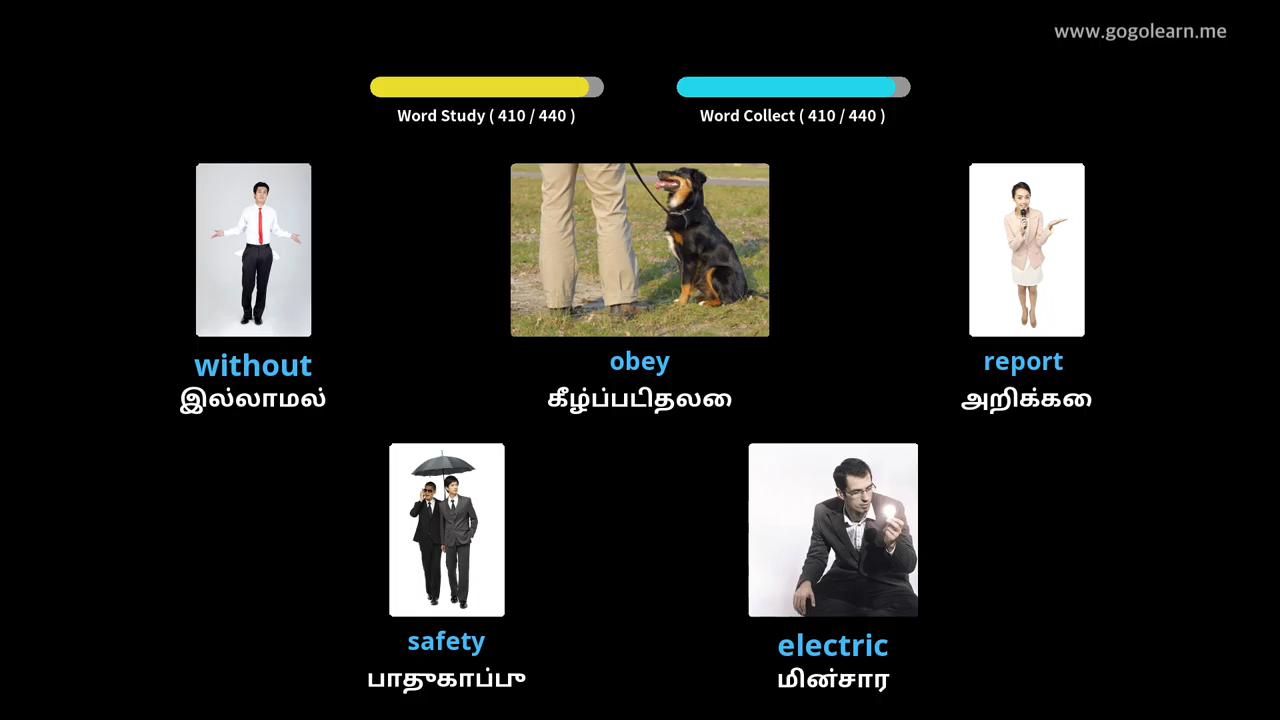 www.gogolearn.me
Word Study ( 410 / 440 )
Word Collect ( 410 / 440 )
without
இல்லாமல்
obey
கீழ்ப்படிதலை
report
அறிக்கை
safety
பாதுகாப்பு
electric
மின்சார